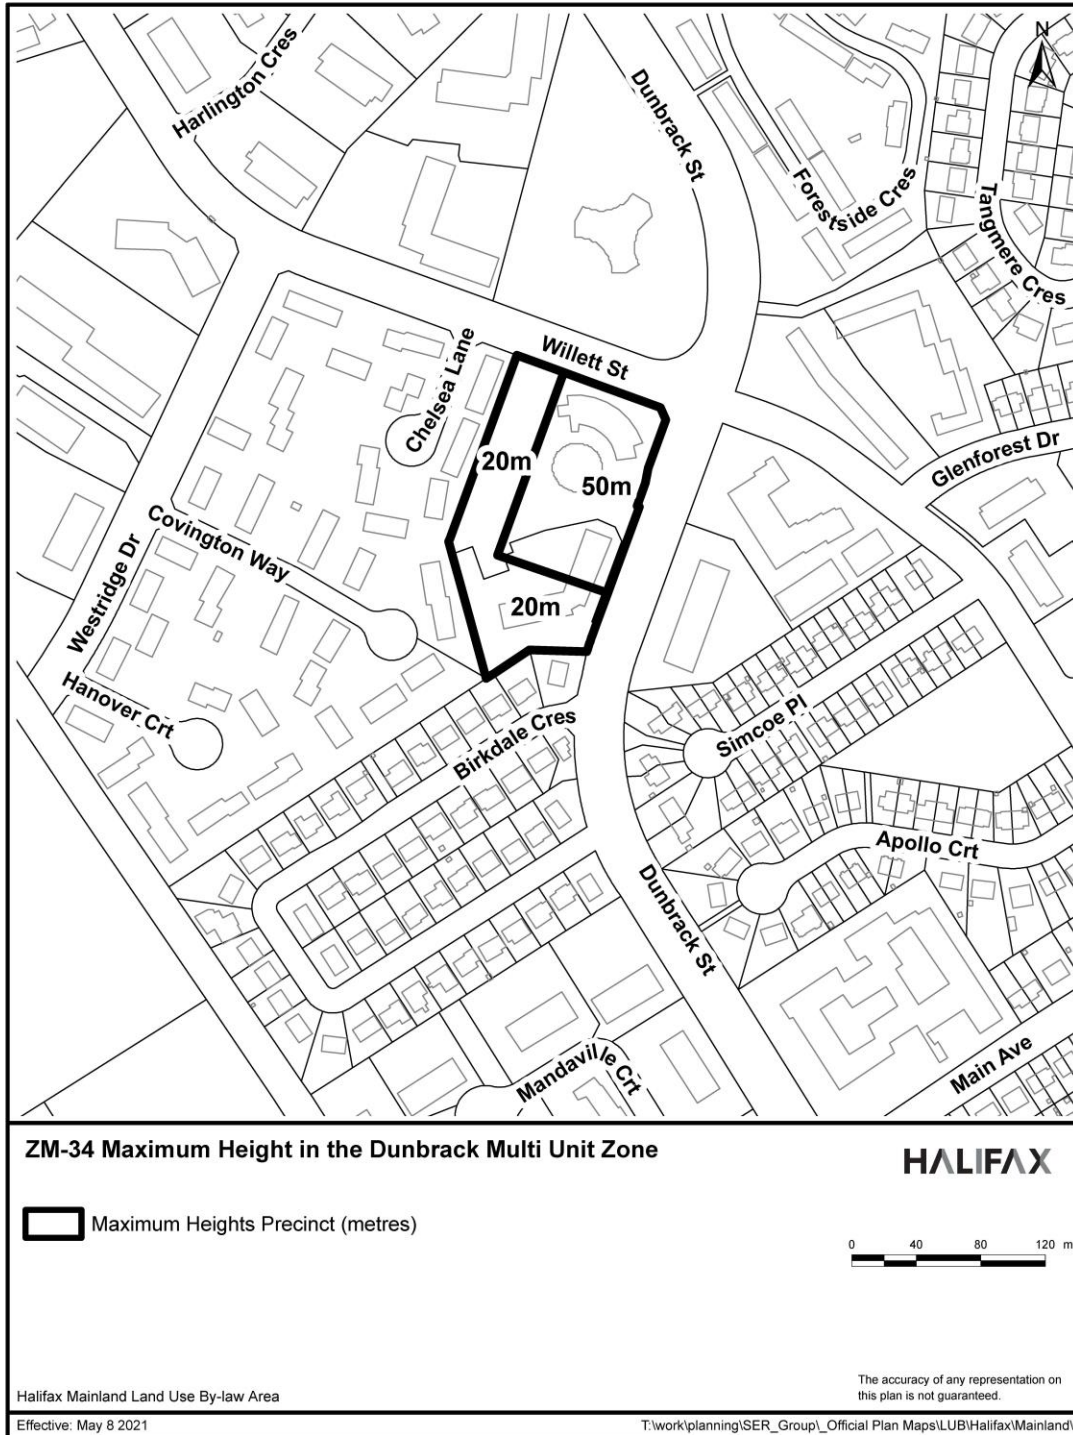 N
Harlington Cres
Dunbrack St
Forestside Cres
Tangmere Cres
Willett St
Chelsea Lane
20m
50m
Glenforest Dr
Covington Way
Westridge Dr
20m
Hanover Crt
Birkdale Cres
Simcoe Pl
Apollo Crt
Dunbrack St
Mandaville Crt
Main Ave
ZM-34 Maximum Height in the Dunbrack Multi Unit Zone
HALIFAX
Maximum Heights Precinct (metres)
0 40 80 120 m
Halifax Mainland Land Use By-law Area
The accuracy of any representation on
this plan is not guaranteed.
Effective: May 8 2021
T:\work\planning\SER_Group\_Official Plan Maps\LUB\Halifax\Mainland\